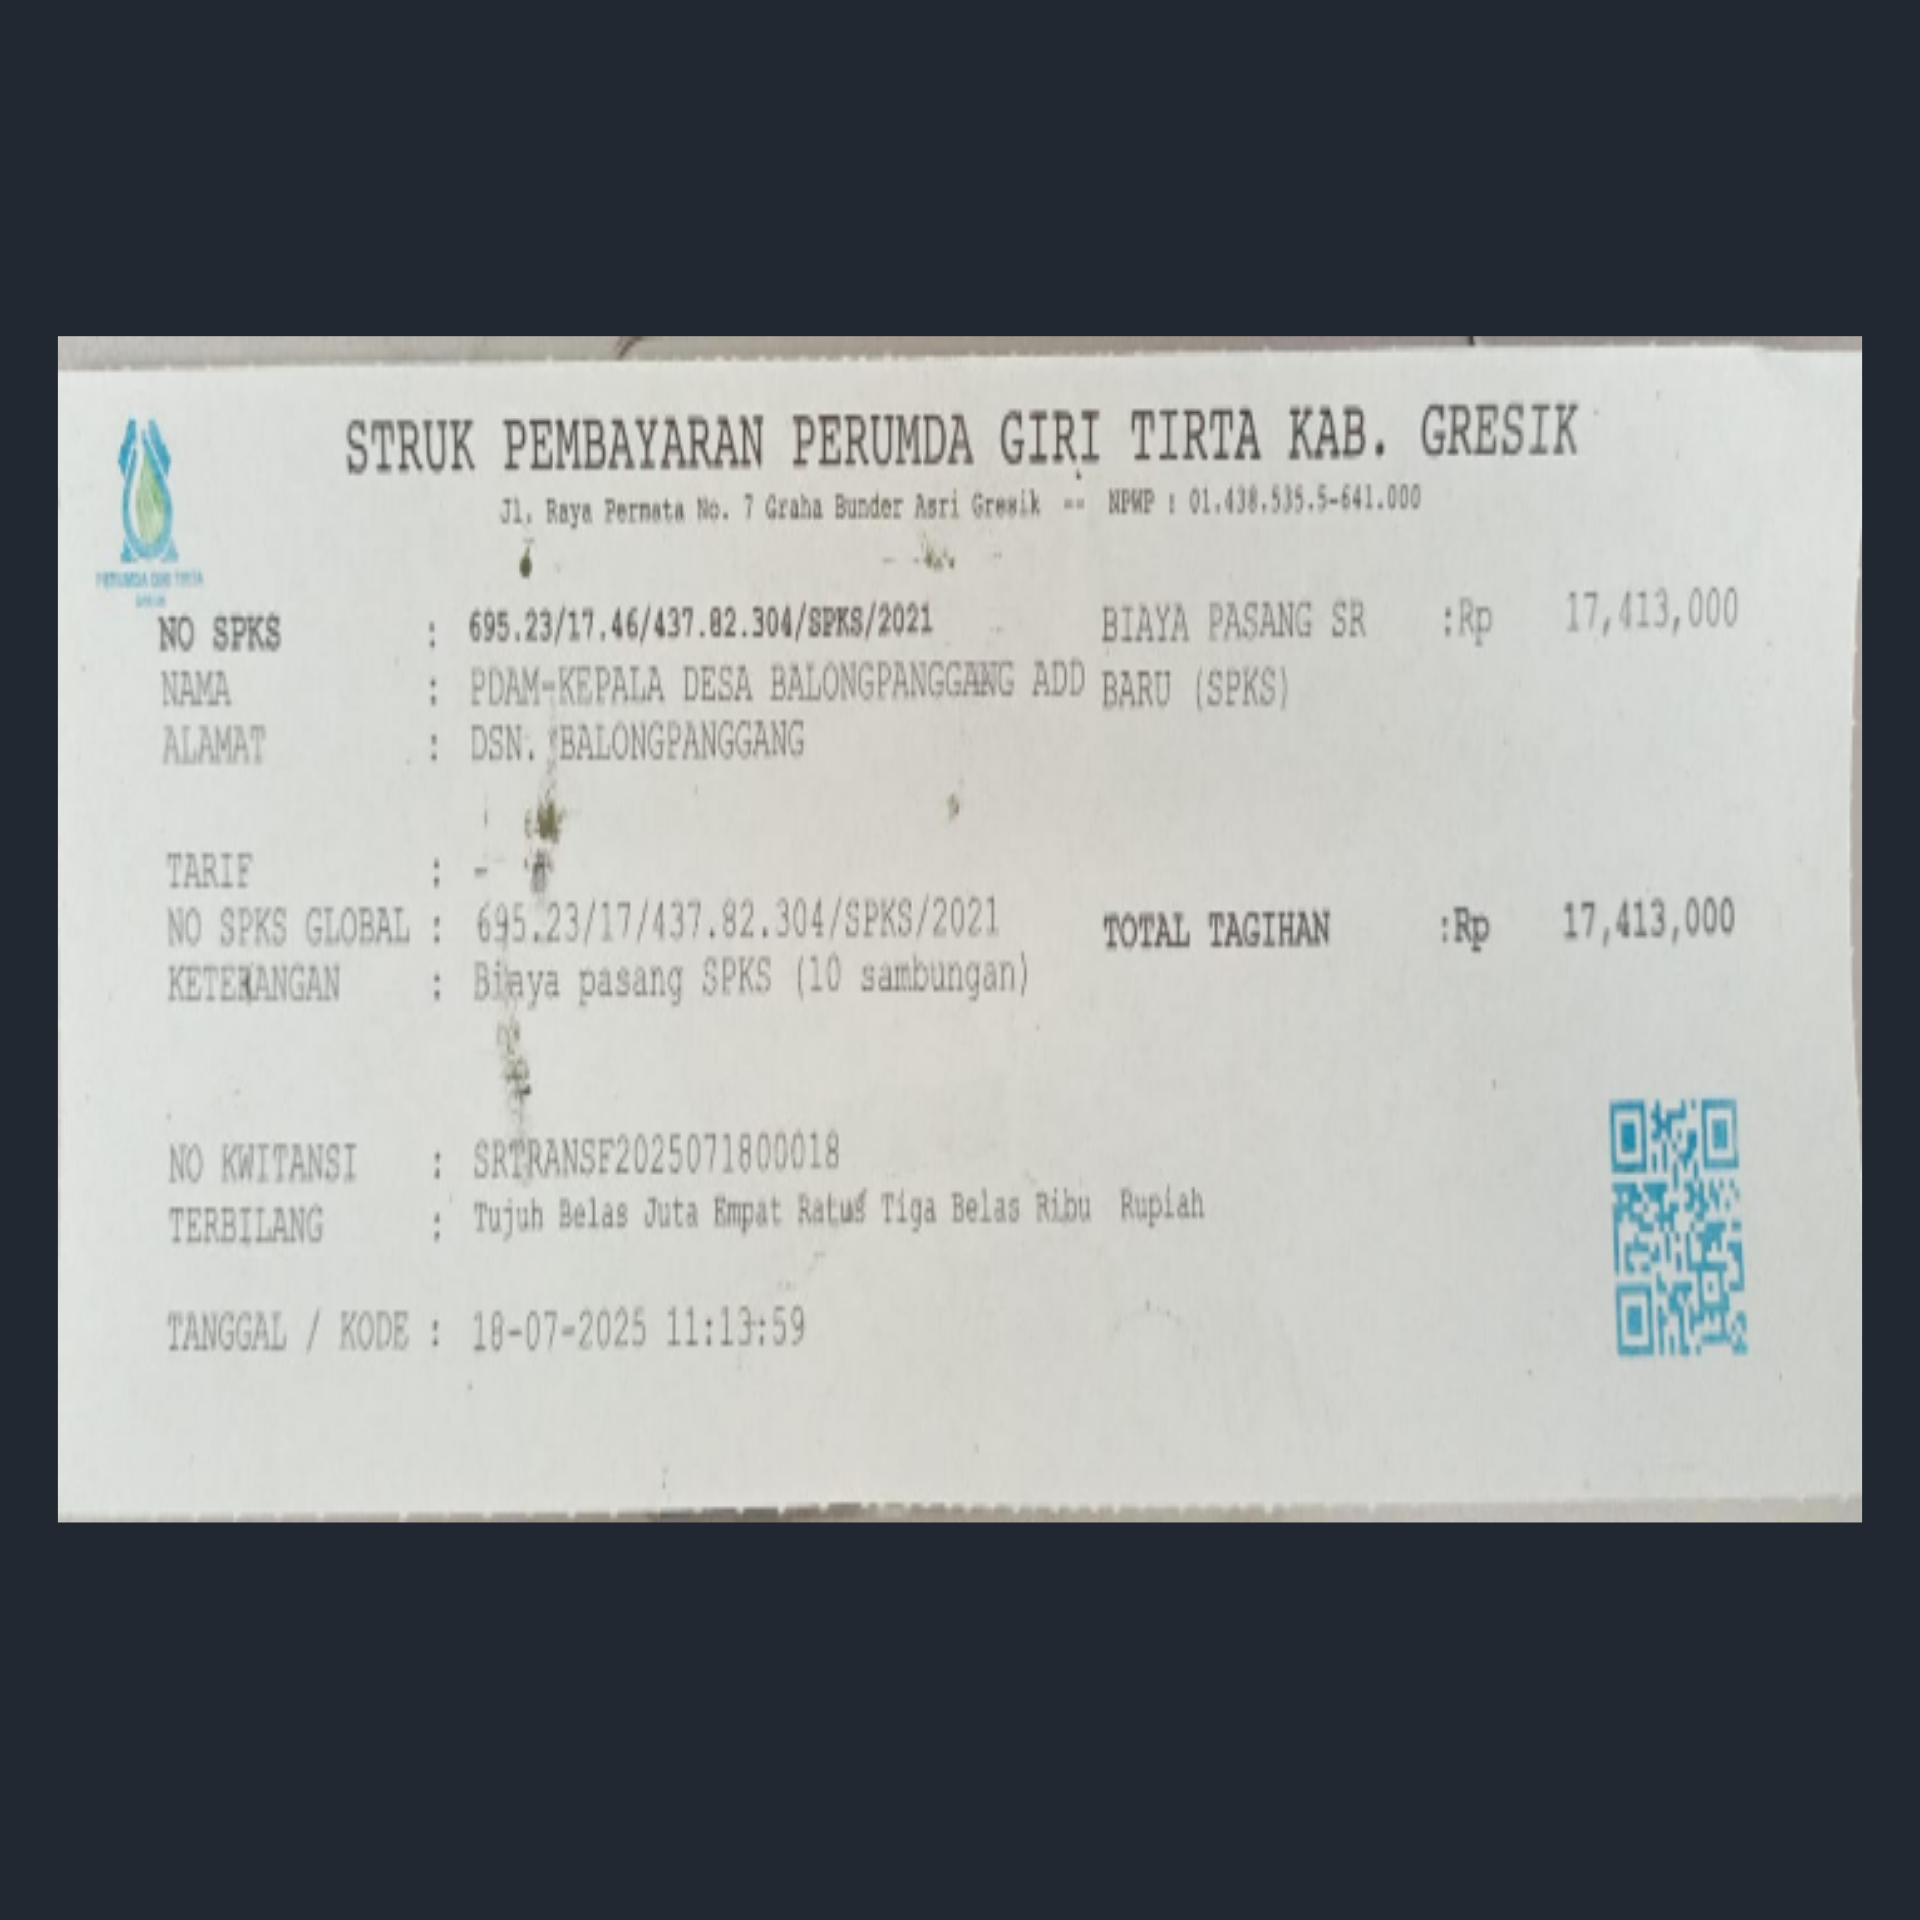 STRUK PEMBAYARAN PERUMDA GIRI TIRTA KAB. GRESIK
Jl. Raya Permata No. 7 Graha Bunder Asri Gresik -- NPWP : 01.438.535.5-641.000
PERUMDA GIRI TIRTA
GRESIK
NO SPKS : 695.23/17.46/437.82.304/SPKS/2021 BIAYA PASANG SR :Rp 17,413,000
NAMA : PDAM-KEPALA DESA BALONGPANGGANG ADD BARU (SPKS)
ALAMAT : DSN. BALONGPANGGANG
TARIF : -
NO SPKS GLOBAL : 695.23/17/437.82.304/SPKS/2021 TOTAL TAGIHAN :Rp 17,413,000
KETERANGAN : Biaya pasang SPKS (10 sambungan)
NO KWITANSI : SRTRANSF2025071800018
TERBILANG : Tujuh Belas Juta Empat Ratus Tiga Belas Ribu Rupiah
TANGGAL / KODE : 18-07-2025 11:13:59